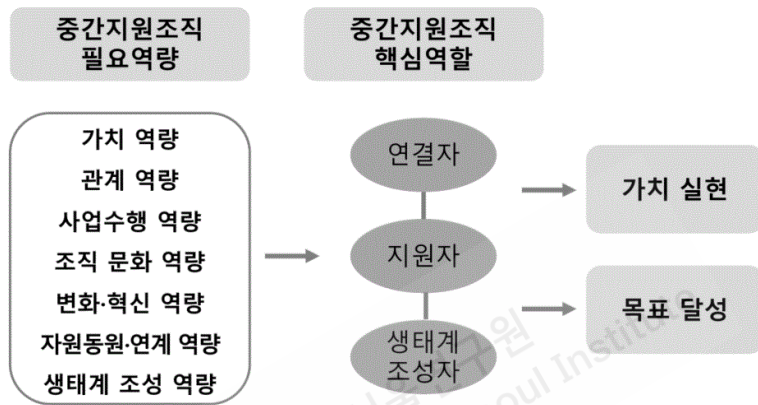 중간지원조직
필요역량
중간지원조직
핵심역할
가치 역량
관계 역량
사업수행 역량
조직 문화 역량
변화·혁신 역량
자원동원·연계 역량
생태계 조성 역량
연결자
지원자
생태계
조성자
가치 실현
목표 달성
연구원
Institute